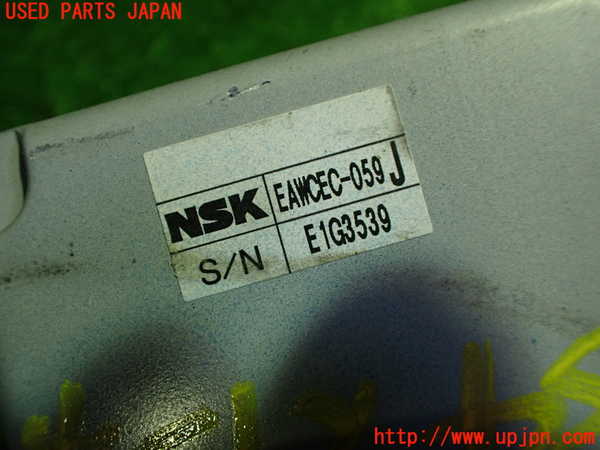 USED PARTS JAPAN
NSK EAWCEC-059 J
S/N E1G3539
http://www.upjpn.com/